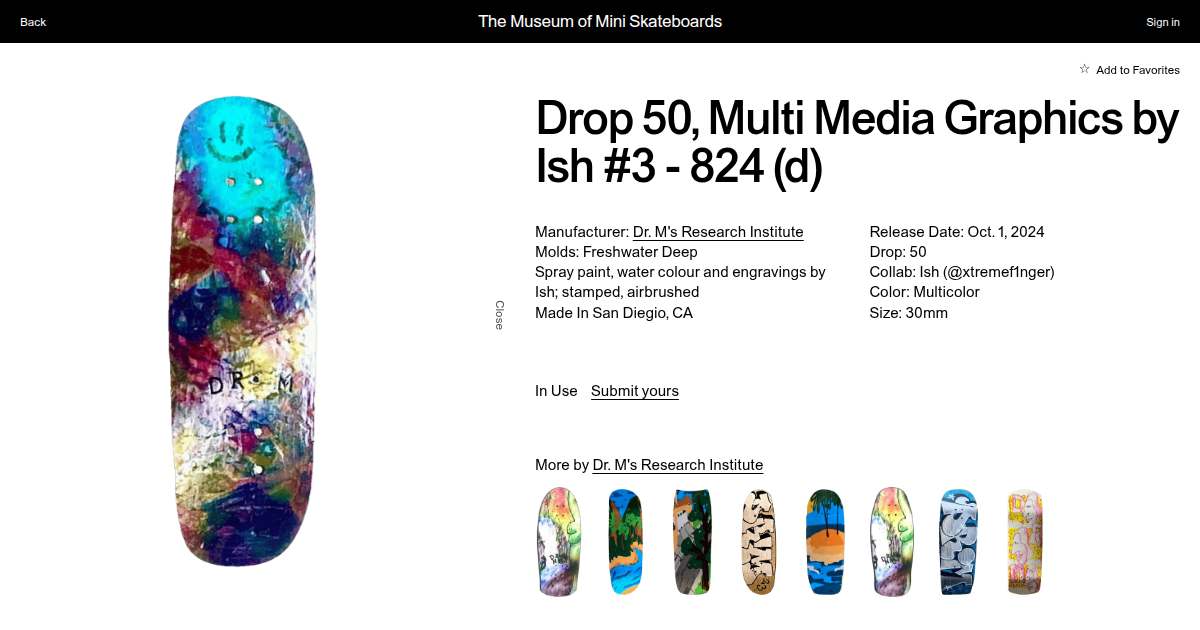 Back
The Museum of Mini Skateboards
Sign in
☆ Add to Favorites
Drop 50, Multi Media Graphics by
Ish #3 - 824 (d)
Manufacturer: Dr. M's Research Institute
Molds: Freshwater Deep
Spray paint, water colour and engravings by
Ish; stamped, airbrushed
Made In San Diegio, CA
Release Date: Oct. 1, 2024
Drop: 50
Collab: Ish (@xtremef1nger)
Color: Multicolor
Size: 30mm
Close
DR. M
In Use Submit yours
More by Dr. M's Research Institute